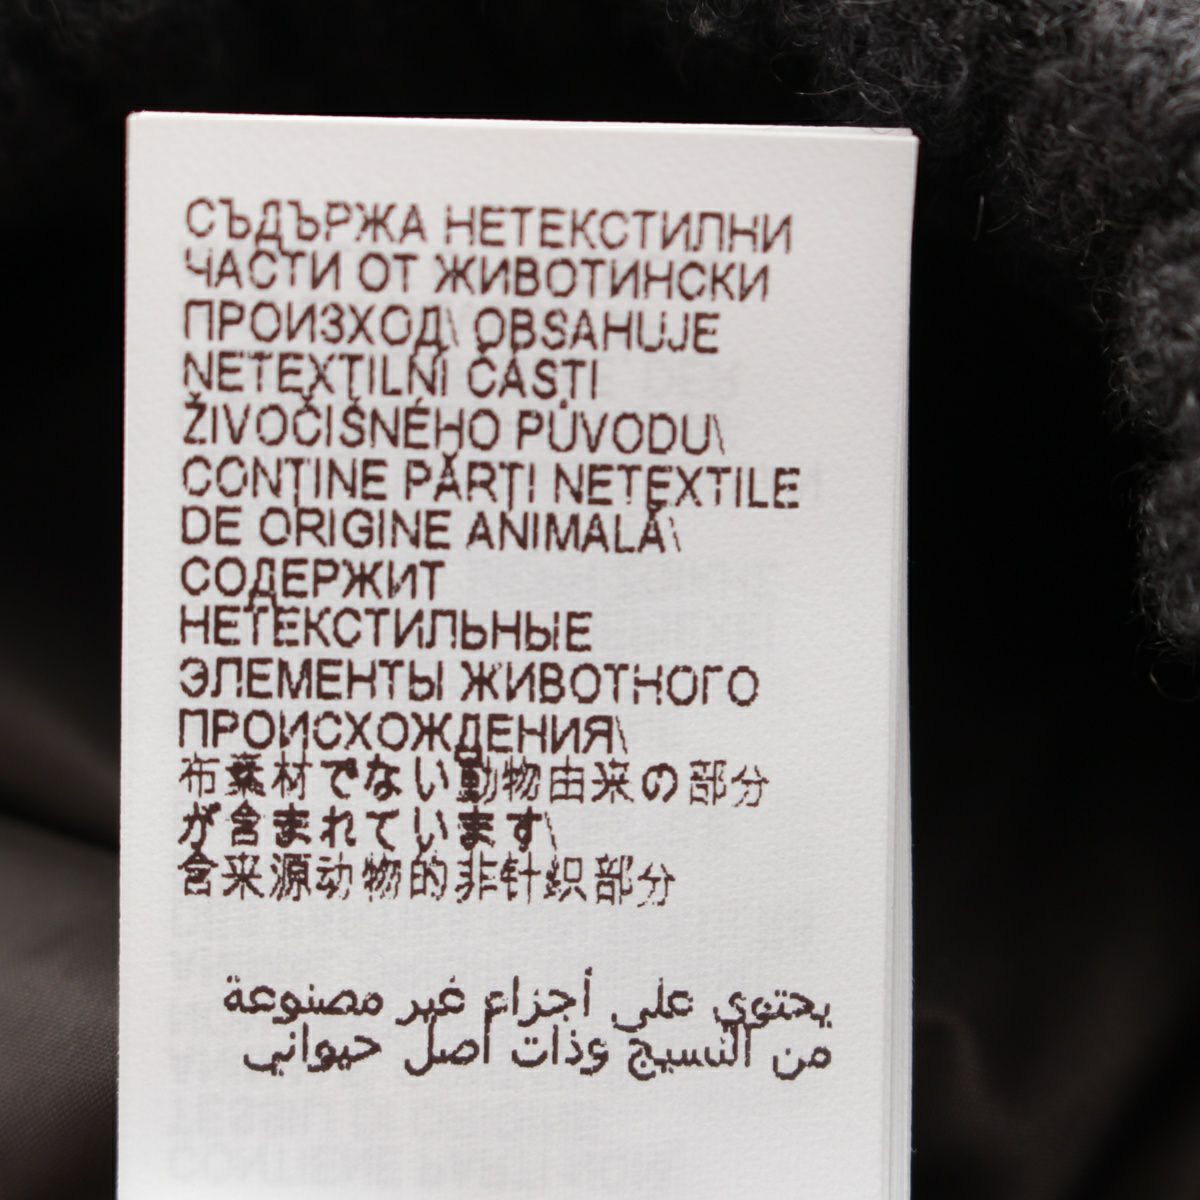 СЪДЪРЖА НЕТЕКСТИЛНИ
ЧАСТИ ОТ ЖИВОТИНСКИ
ПРОИЗХОД\ OBSAHUJE
NETEXTILNÍ ČÁSTI
ŽIVOČIŠNÉHO PŮVODU\
CONȚINE PĂRȚI NETEXTILE
DE ORIGINE ANIMALĂ\
СОДЕРЖИТ
НЕТЕКСТИЛЬНЫЕ
ЭЛЕМЕНТЫ ЖИВОТНОГО
ПРОИСХОЖДЕНИЯ\
布葉材でない動物由来の部分
が含まれています\
含来源动物的非针织部分
يحتوي على أجزاء غير مصنوعة
من النسيج وذات أصل حيواني